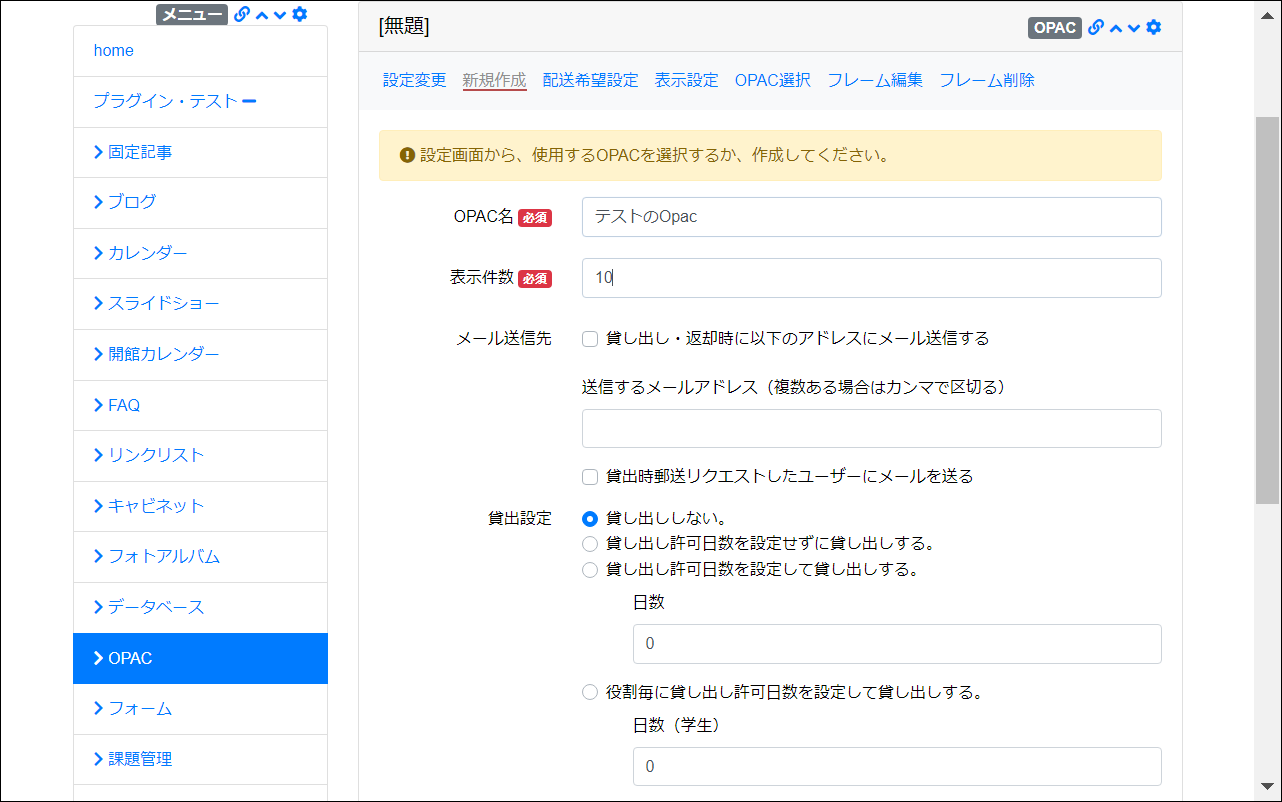 メニュー
home
プラグイン・テスト
固定記事
ブログ
カレンダー
スライドショー
開館カレンダー
FAQ
リンクリスト
キャビネット
フォトアルバム
データベース
OPAC
フォーム
課題管理
[無題]
OPAC
設定変更 新規作成 配送希望設定 表示設定 OPAC選択 フレーム編集 フレーム削除
設定画面から、使用するOPACを選択するか、作成してください。
OPAC名 必須 テストのOpac
表示件数 必須 10
メール送信先 貸し出し・返却時に以下のアドレスにメール送信する
送信するメールアドレス（複数ある場合はカンマで区切る）
貸出時郵送リクエストしたユーザーにメールを送る
貸出設定 貸し出ししない。
貸し出し許可日数を設定せずに貸し出しする。
貸し出し許可日数を設定して貸し出しする。
日数
0
役割毎に貸し出し許可日数を設定して貸し出しする。
日数（学生）
0